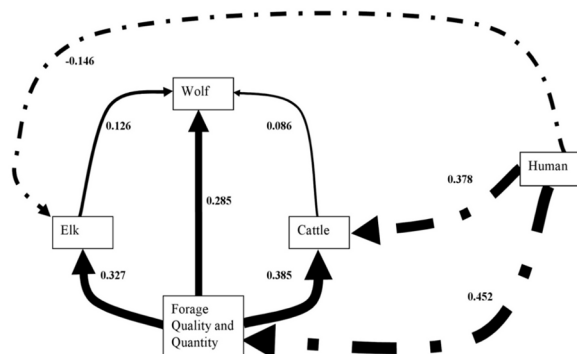 -0.146
Wolf
0.126
0.086
Human
0.378
0.285
Elk
Cattle
0.327
0.385
Forage
Quality and
Quantity
0.452